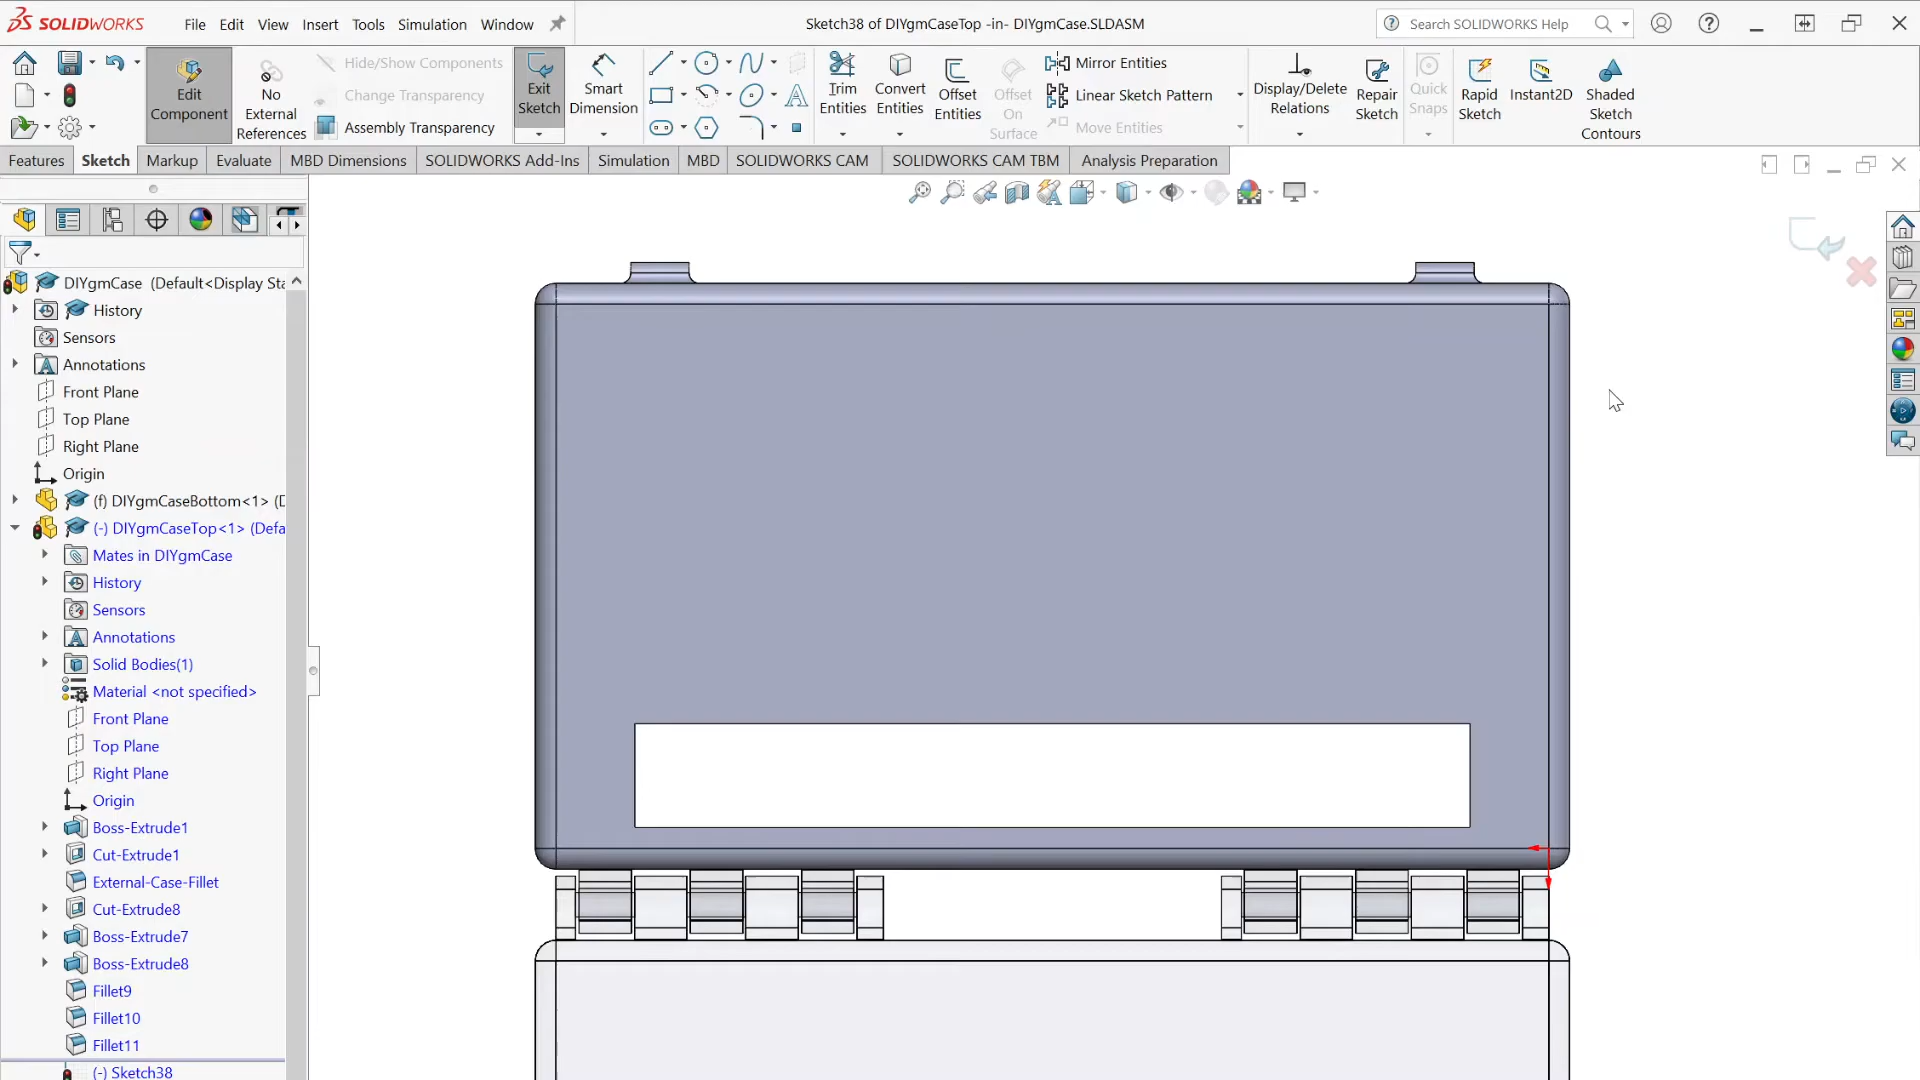 SOLIDWORKS File Edit View Insert Tools Simulation Window Sketch38 of DIYgmCaseTop -in- DIYgmCase.SLDASM Search SOLIDWORKS Help
Edit Component
No External References
Hide/Show Components
Change Transparency
Assembly Transparency
Exit Sketch
Smart Dimension
Trim Entities
Convert Entities
Offset Entities
Offset On Surface
Mirror Entities
Linear Sketch Pattern
Move Entities
Display/Delete Relations
Repair Sketch
Quick Snaps
Rapid Sketch
Instant2D
Shaded Sketch Contours
Features Sketch Markup Evaluate MBD Dimensions SOLIDWORKS Add-Ins Simulation MBD SOLIDWORKS CAM SOLIDWORKS CAM TBM Analysis Preparation
DIYgmCase (Default<Display Sta
History
Sensors
Annotations
Front Plane
Top Plane
Right Plane
Origin
(f) DIYgmCaseBottom<1> (D
(-) DIYgmCaseTop<1> (Defa
Mates in DIYgmCase
History
Sensors
Annotations
Solid Bodies(1)
Material <not specified>
Front Plane
Top Plane
Right Plane
Origin
Boss-Extrude1
Cut-Extrude1
External-Case-Fillet
Cut-Extrude8
Boss-Extrude7
Boss-Extrude8
Fillet9
Fillet10
Fillet11
(-) Sketch38